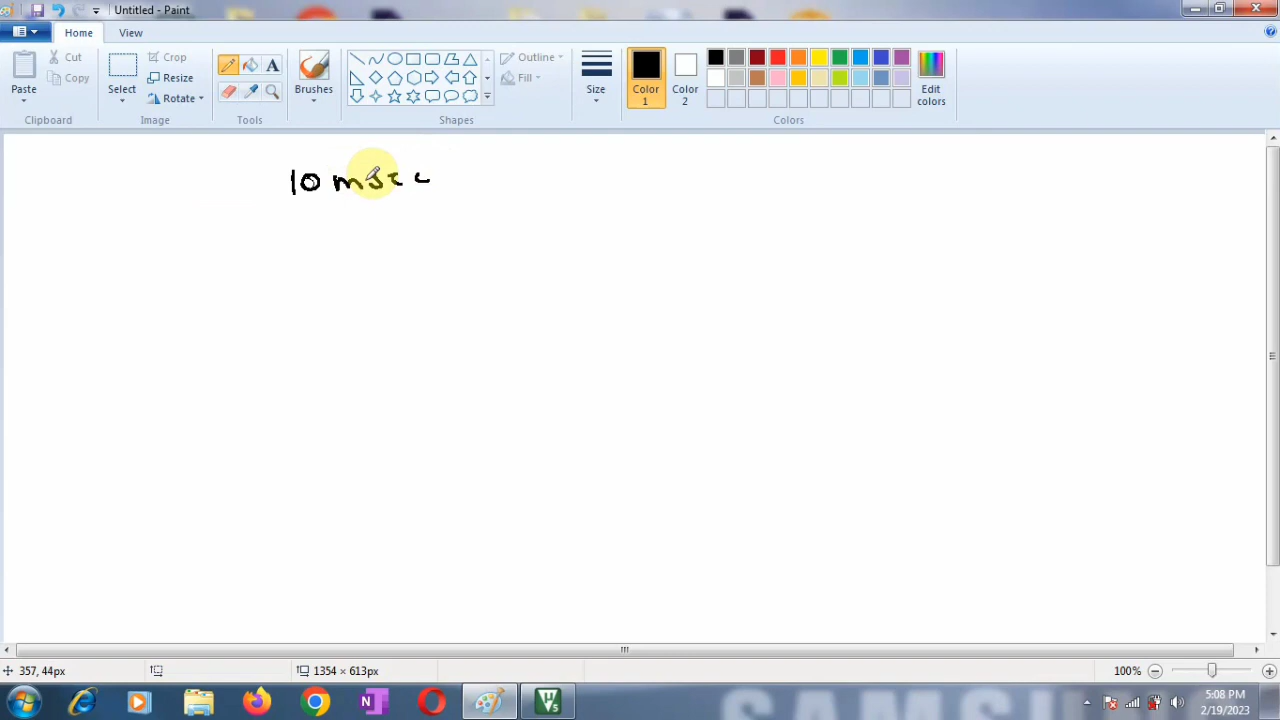 Untitled - Paint
Home View
Paste
Cut
Copy
Clipboard
Select
Crop
Resize
Rotate
Image
Tools
Brushes
Outline
Fill
Shapes
Size
Color 1
Color 2
Edit colors
Colors
10 msec
357, 44px
1354 × 613px
100%
5:08 PM
2/19/2023